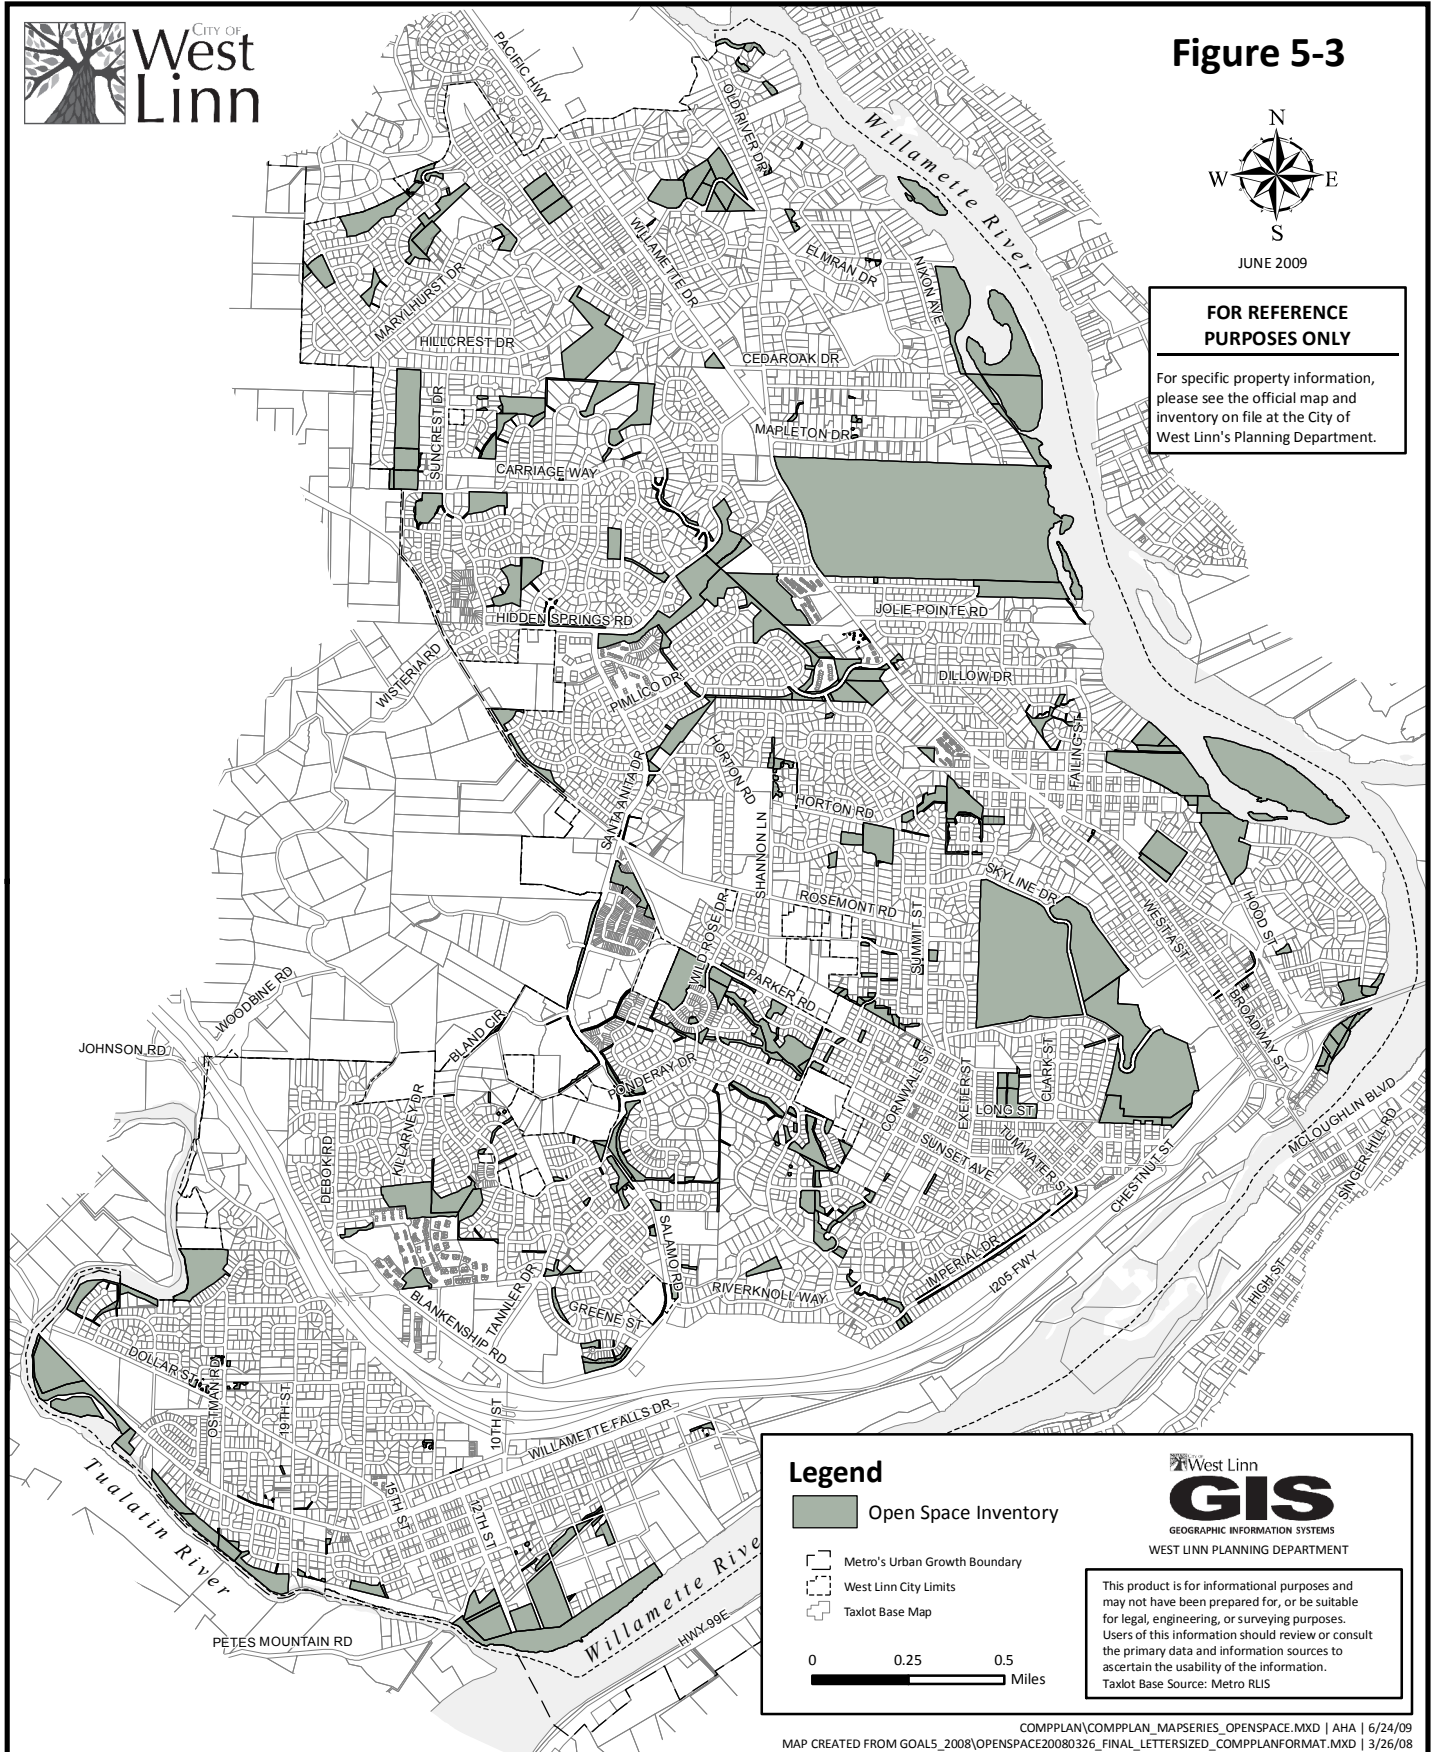 CITY OF
West
Linn
Figure 5-3
N
W
E
S
JUNE 2009
FOR REFERENCE
PURPOSES ONLY
For specific property information,
please see the official map and
inventory on file at the City of
West Linn's Planning Department.
PACIFIC HWY
OLD RIVER DR
Willamette River
WILLAMETTE DR
ELMRAN DR
NIXON AVE
MARYLHURST DR
HILLCREST DR
CEDAROAK DR
SUNCREST DR
MAPLETON DR
CARRIAGE WAY
JOLIE POINTE RD
HIDDEN SPRINGS RD
WISTERIA RD
DILLOW DR
PIMLICO DR
FAILING ST
HORTON RD
SANTA ANITA DR
HORTON RD
SHANNON LN
SKYLINE DR
ROSEMONT RD
WEST A ST
HOOD ST
SUMMIT ST
WILD ROSE DR
PARKER RD
WOODBINE RD
BROADWAY ST
JOHNSON RD
BLAND CIR
PONDERAY DR
CORNWALL ST
EXETER ST
CLARK ST
KILLARNEY DR
LONG ST
MCLOUGHLIN BLVD
SINGER HILL RD
DEBOK RD
SUNSET AVE
TUMWATER ST
CHESTNUT ST
SALAMO RD
IMPERIAL DR
I205 FWY
HIGH ST
RIVERKNOLL WAY
TANNLER DR
GREENE ST
BLANKENSHIP RD
DOLLAR ST
OSTMAN RD
19TH ST
10TH ST
WILLAMETTE FALLS DR
15TH ST
12TH ST
Tualatin River
Willamette Rive
PETES MOUNTAIN RD
HWY-99E
Legend
Open Space Inventory
Metro's Urban Growth Boundary
West Linn City Limits
Taxlot Base Map
0 0.25 0.5
Miles
West Linn
GIS
GEOGRAPHIC INFORMATION SYSTEMS
WEST LINN PLANNING DEPARTMENT
This product is for informational purposes and
may not have been prepared for, or be suitable
for legal, engineering, or surveying purposes.
Users of this information should review or consult
the primary data and information sources to
ascertain the usability of the information.
Taxlot Base Source: Metro RLIS
COMPPLAN\COMPPLAN_MAPSERIES_OPENSPACE.MXD | AHA | 6/24/09
MAP CREATED FROM GOAL5_2008\OPENSPACE20080326_FINAL_LETTERSIZED_COMPPLANFORMAT.MXD | 3/26/08